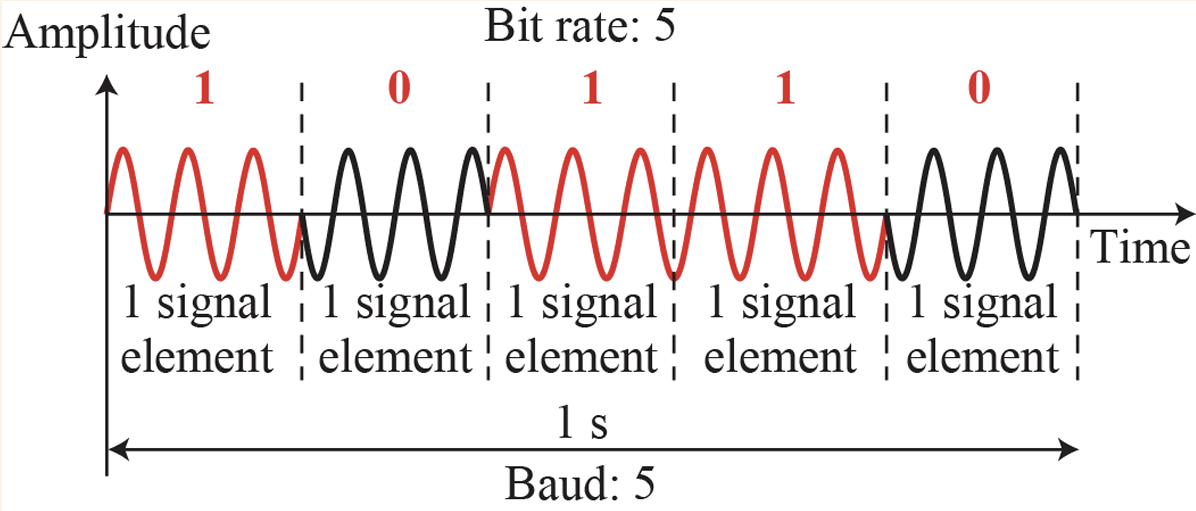 Amplitude
Bit rate: 5
1 0 1 1 0
Time
1 signal 1 signal 1 signal 1 signal 1 signal
element element element element element
1 s
Baud: 5